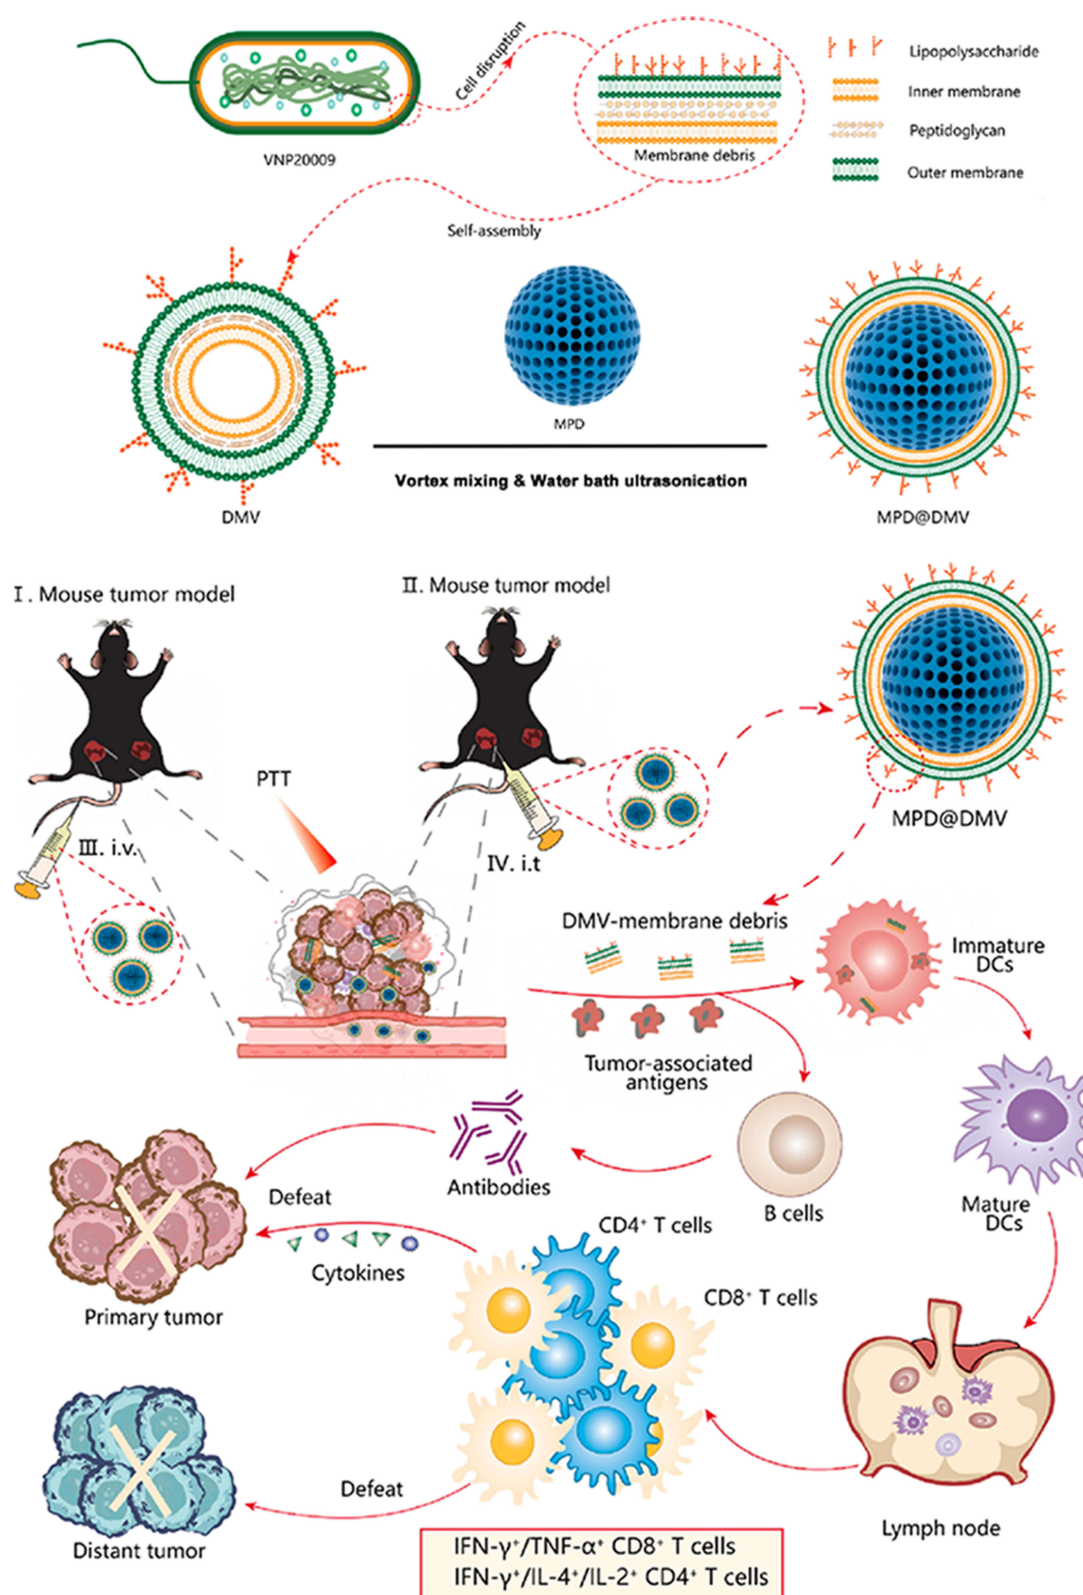 Cell disruption
VNP20009
Membrane debris
Lipopolysaccharide
Inner membrane
Peptidoglycan
Outer membrane
Self-assembly
MPD
Vortex mixing & Water bath ultrasonication
DMV
MPD@DMV
I. Mouse tumor model
II. Mouse tumor model
PTT
III. i.v.
IV. i.t
MPD@DMV
DMV-membrane debris
Immature
DCs
Tumor-associated
antigens
Antibodies
B cells
Mature
DCs
Defeat
CD4⁺ T cells
Cytokines
CD8⁺ T cells
Primary tumor
Defeat
Lymph node
Distant tumor
IFN-γ⁺/TNF-α⁺ CD8⁺ T cells
IFN-γ⁺/IL-4⁺/IL-2⁺ CD4⁺ T cells